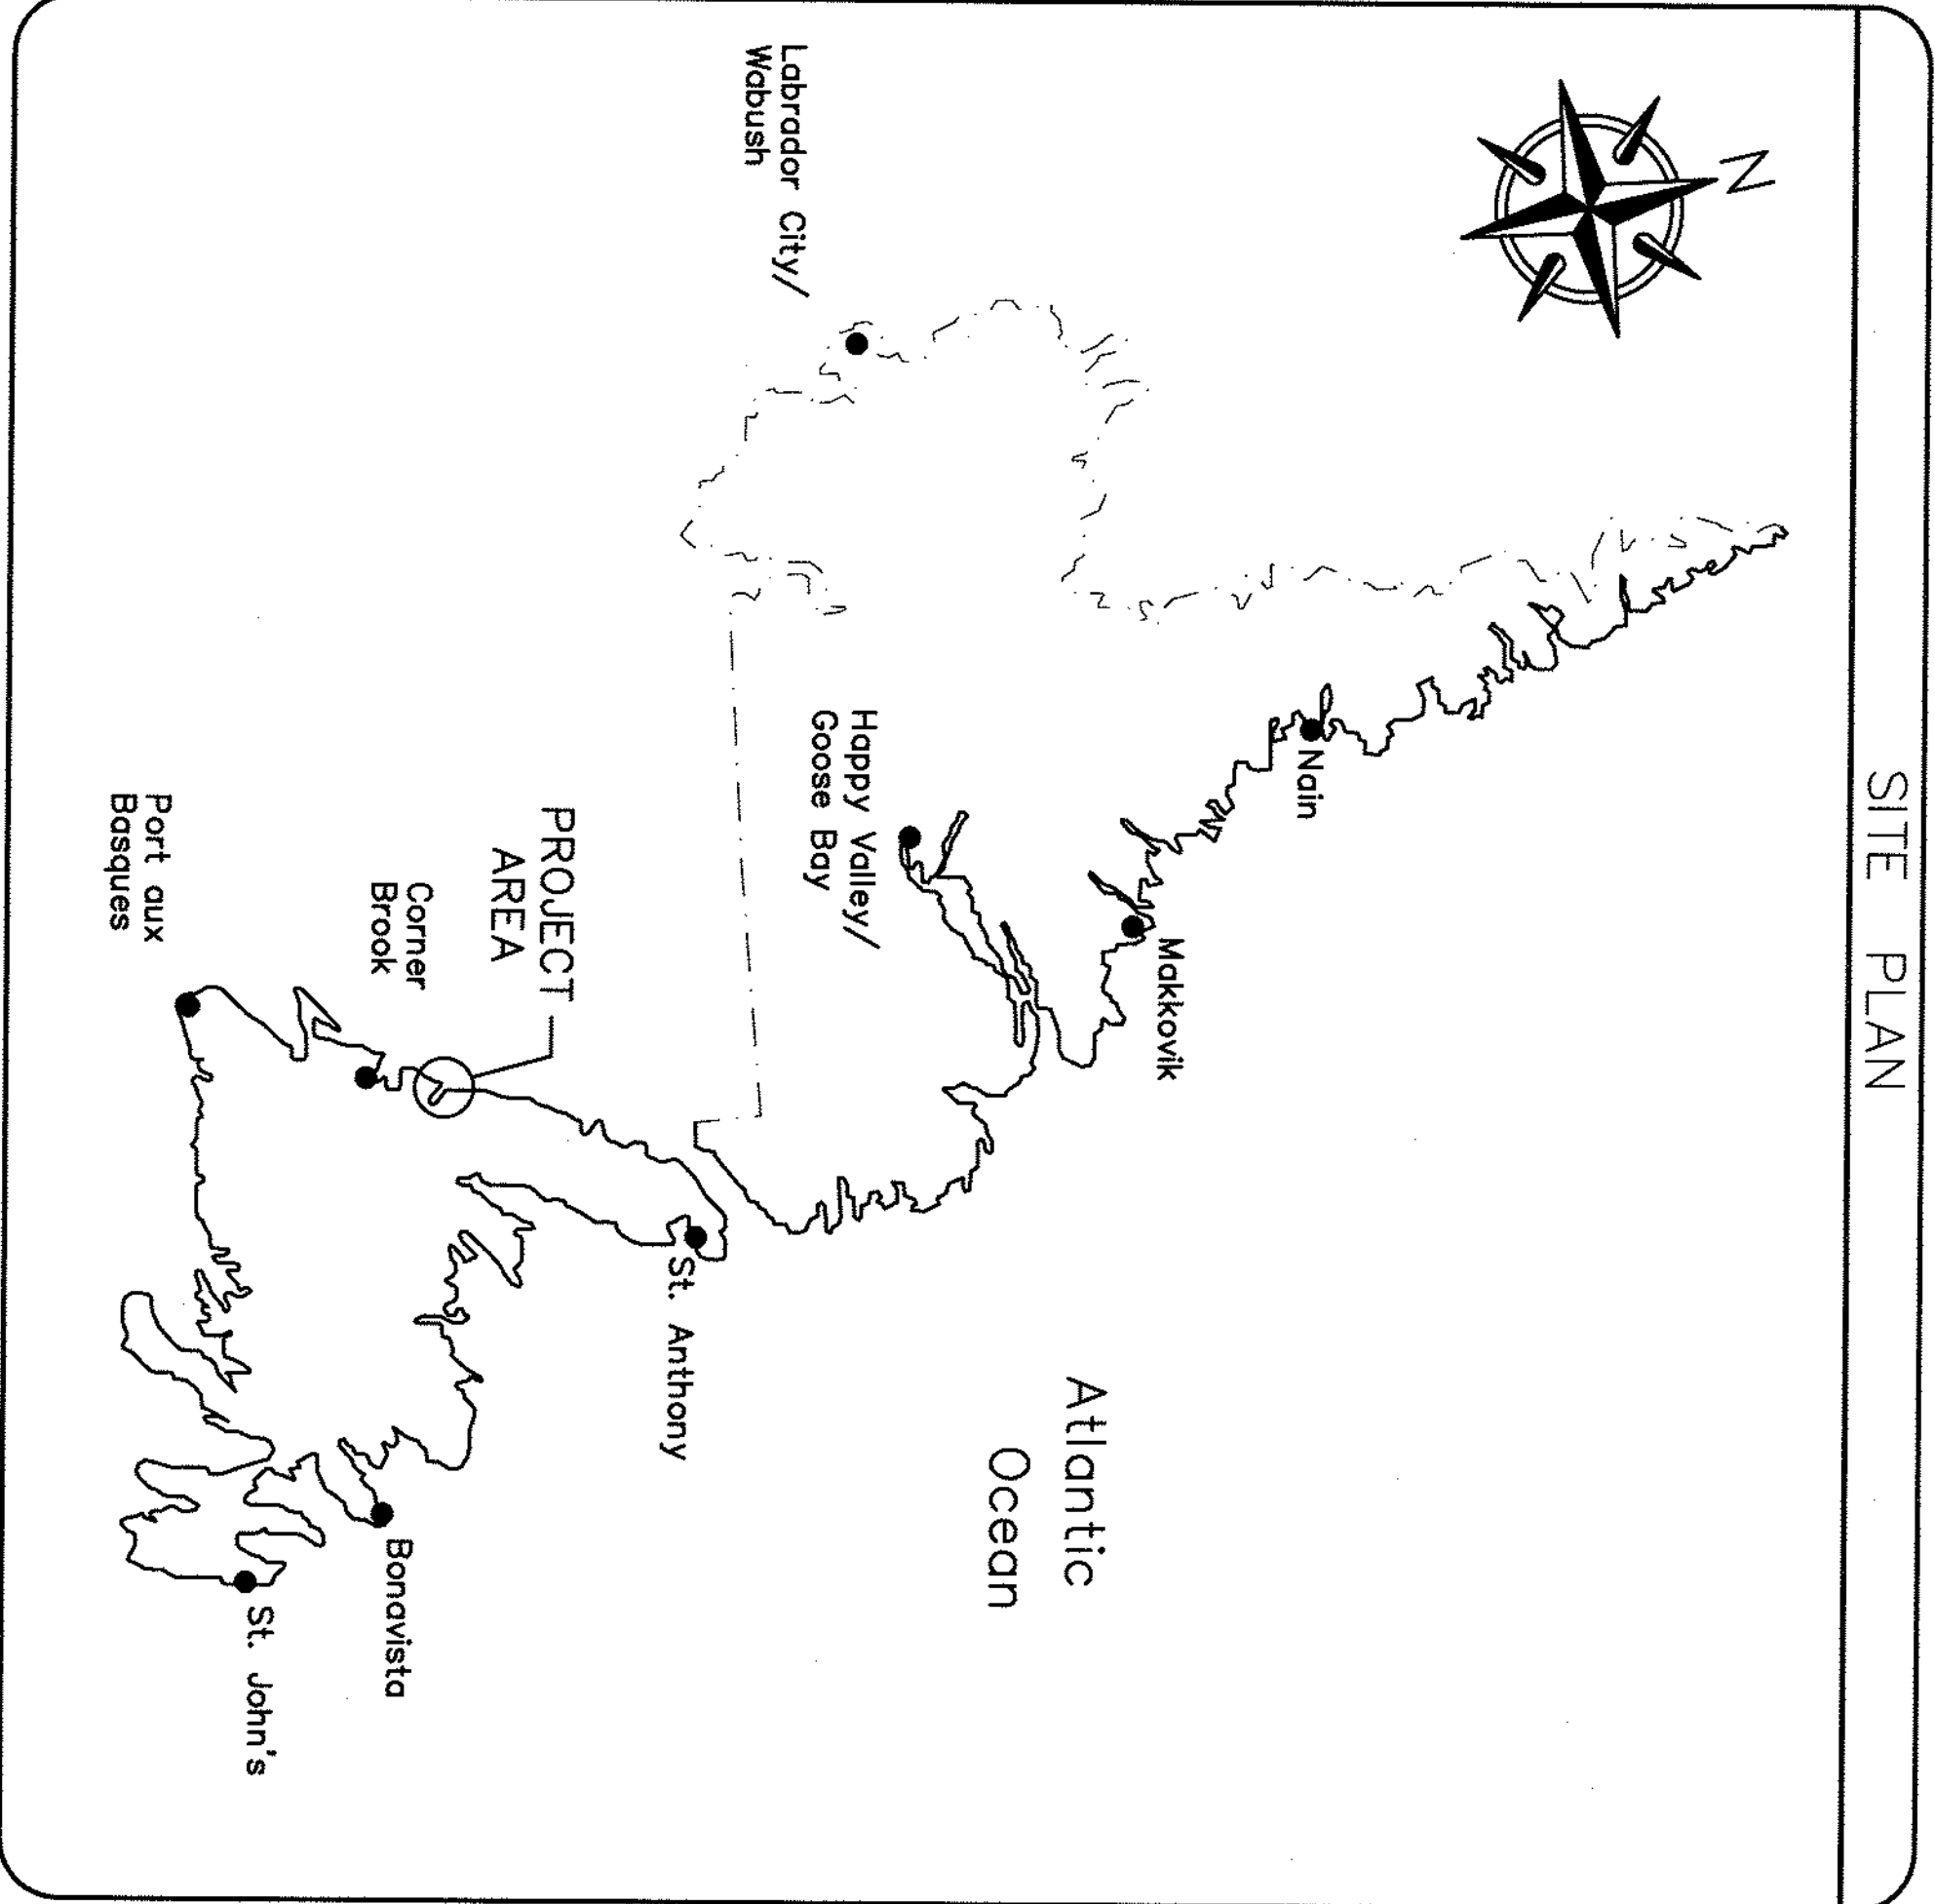 SITE PLAN
N
Nain
Makkovik
Labrador City/
Wabush
Happy Valley/
Goose Bay
Atlantic
Ocean
PROJECT
AREA
St. Anthony
Corner
Brook
Bonavista
Port aux
Basques
St. John's